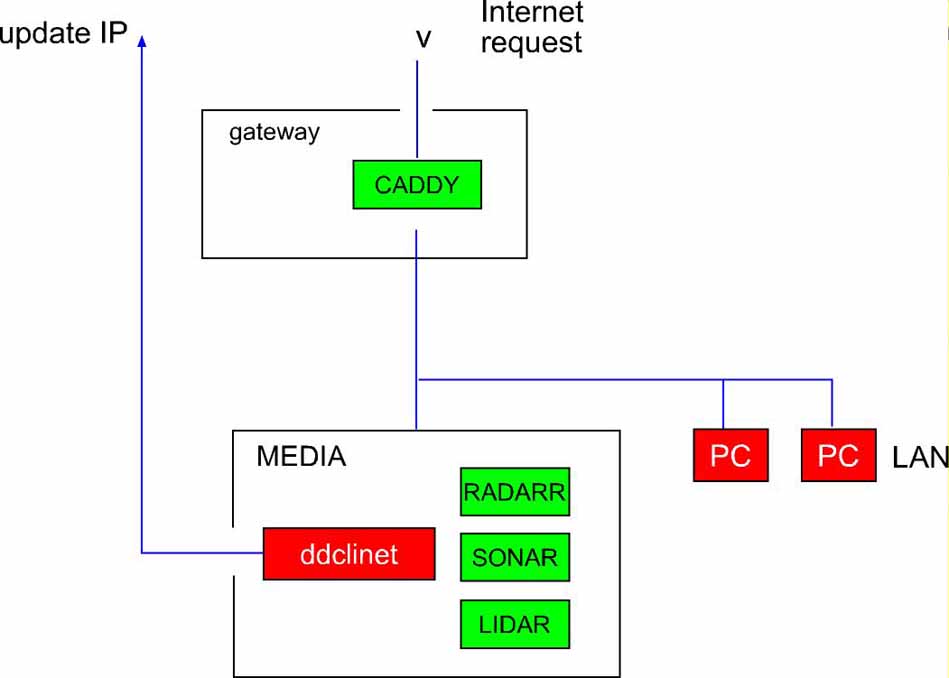 update IP
v
Internet
request
gateway
CADDY
MEDIA
RADARR
ddclinet
SONAR
LIDAR
PC
PC
LAN